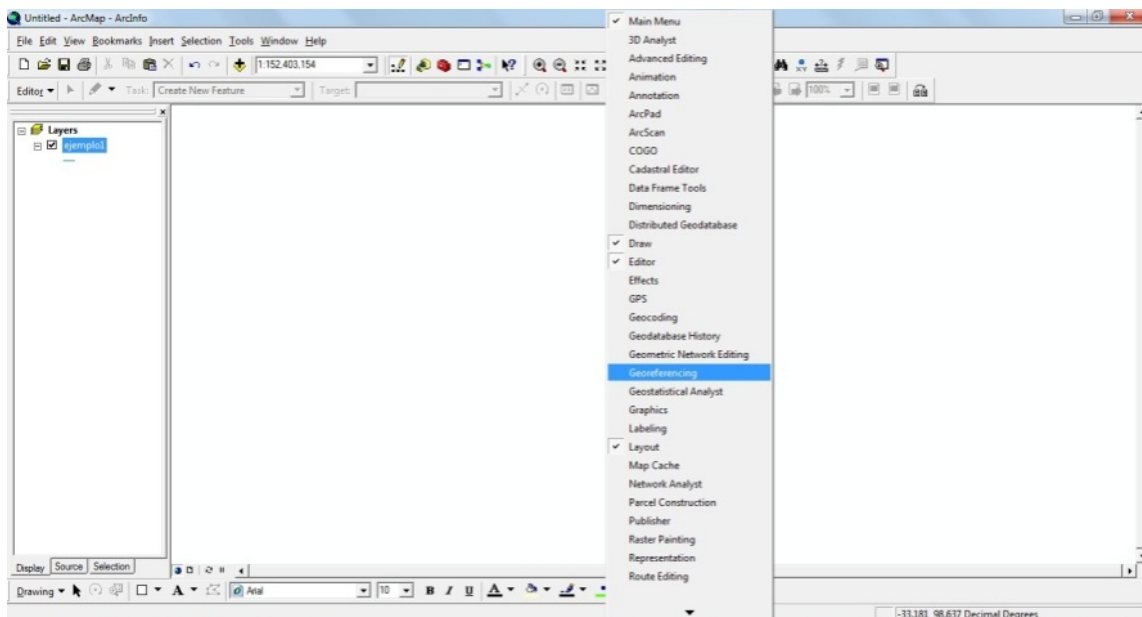 Untitled - ArcMap - ArcInfo
File Edit View Bookmarks Insert Selection Tools Window Help
1:152,403,154
Editor Task: Create New Feature Target: 100%
Layers
ejemplo1
Main Menu
3D Analyst
Advanced Editing
Animation
Annotation
ArcPad
ArcScan
COGO
Cadastral Editor
Data Frame Tools
Dimensioning
Distributed Geodatabase
Draw
Editor
Effects
GPS
Geocoding
Geodatabase History
Geometric Network Editing
Georeferencing
Geostatistical Analyst
Graphics
Labeling
Layout
Map Cache
Network Analyst
Parcel Construction
Publisher
Raster Painting
Representation
Route Editing
Display Source Selection
Drawing A Arial 10 B I U A
-33,181 98,637 Decimal Degrees